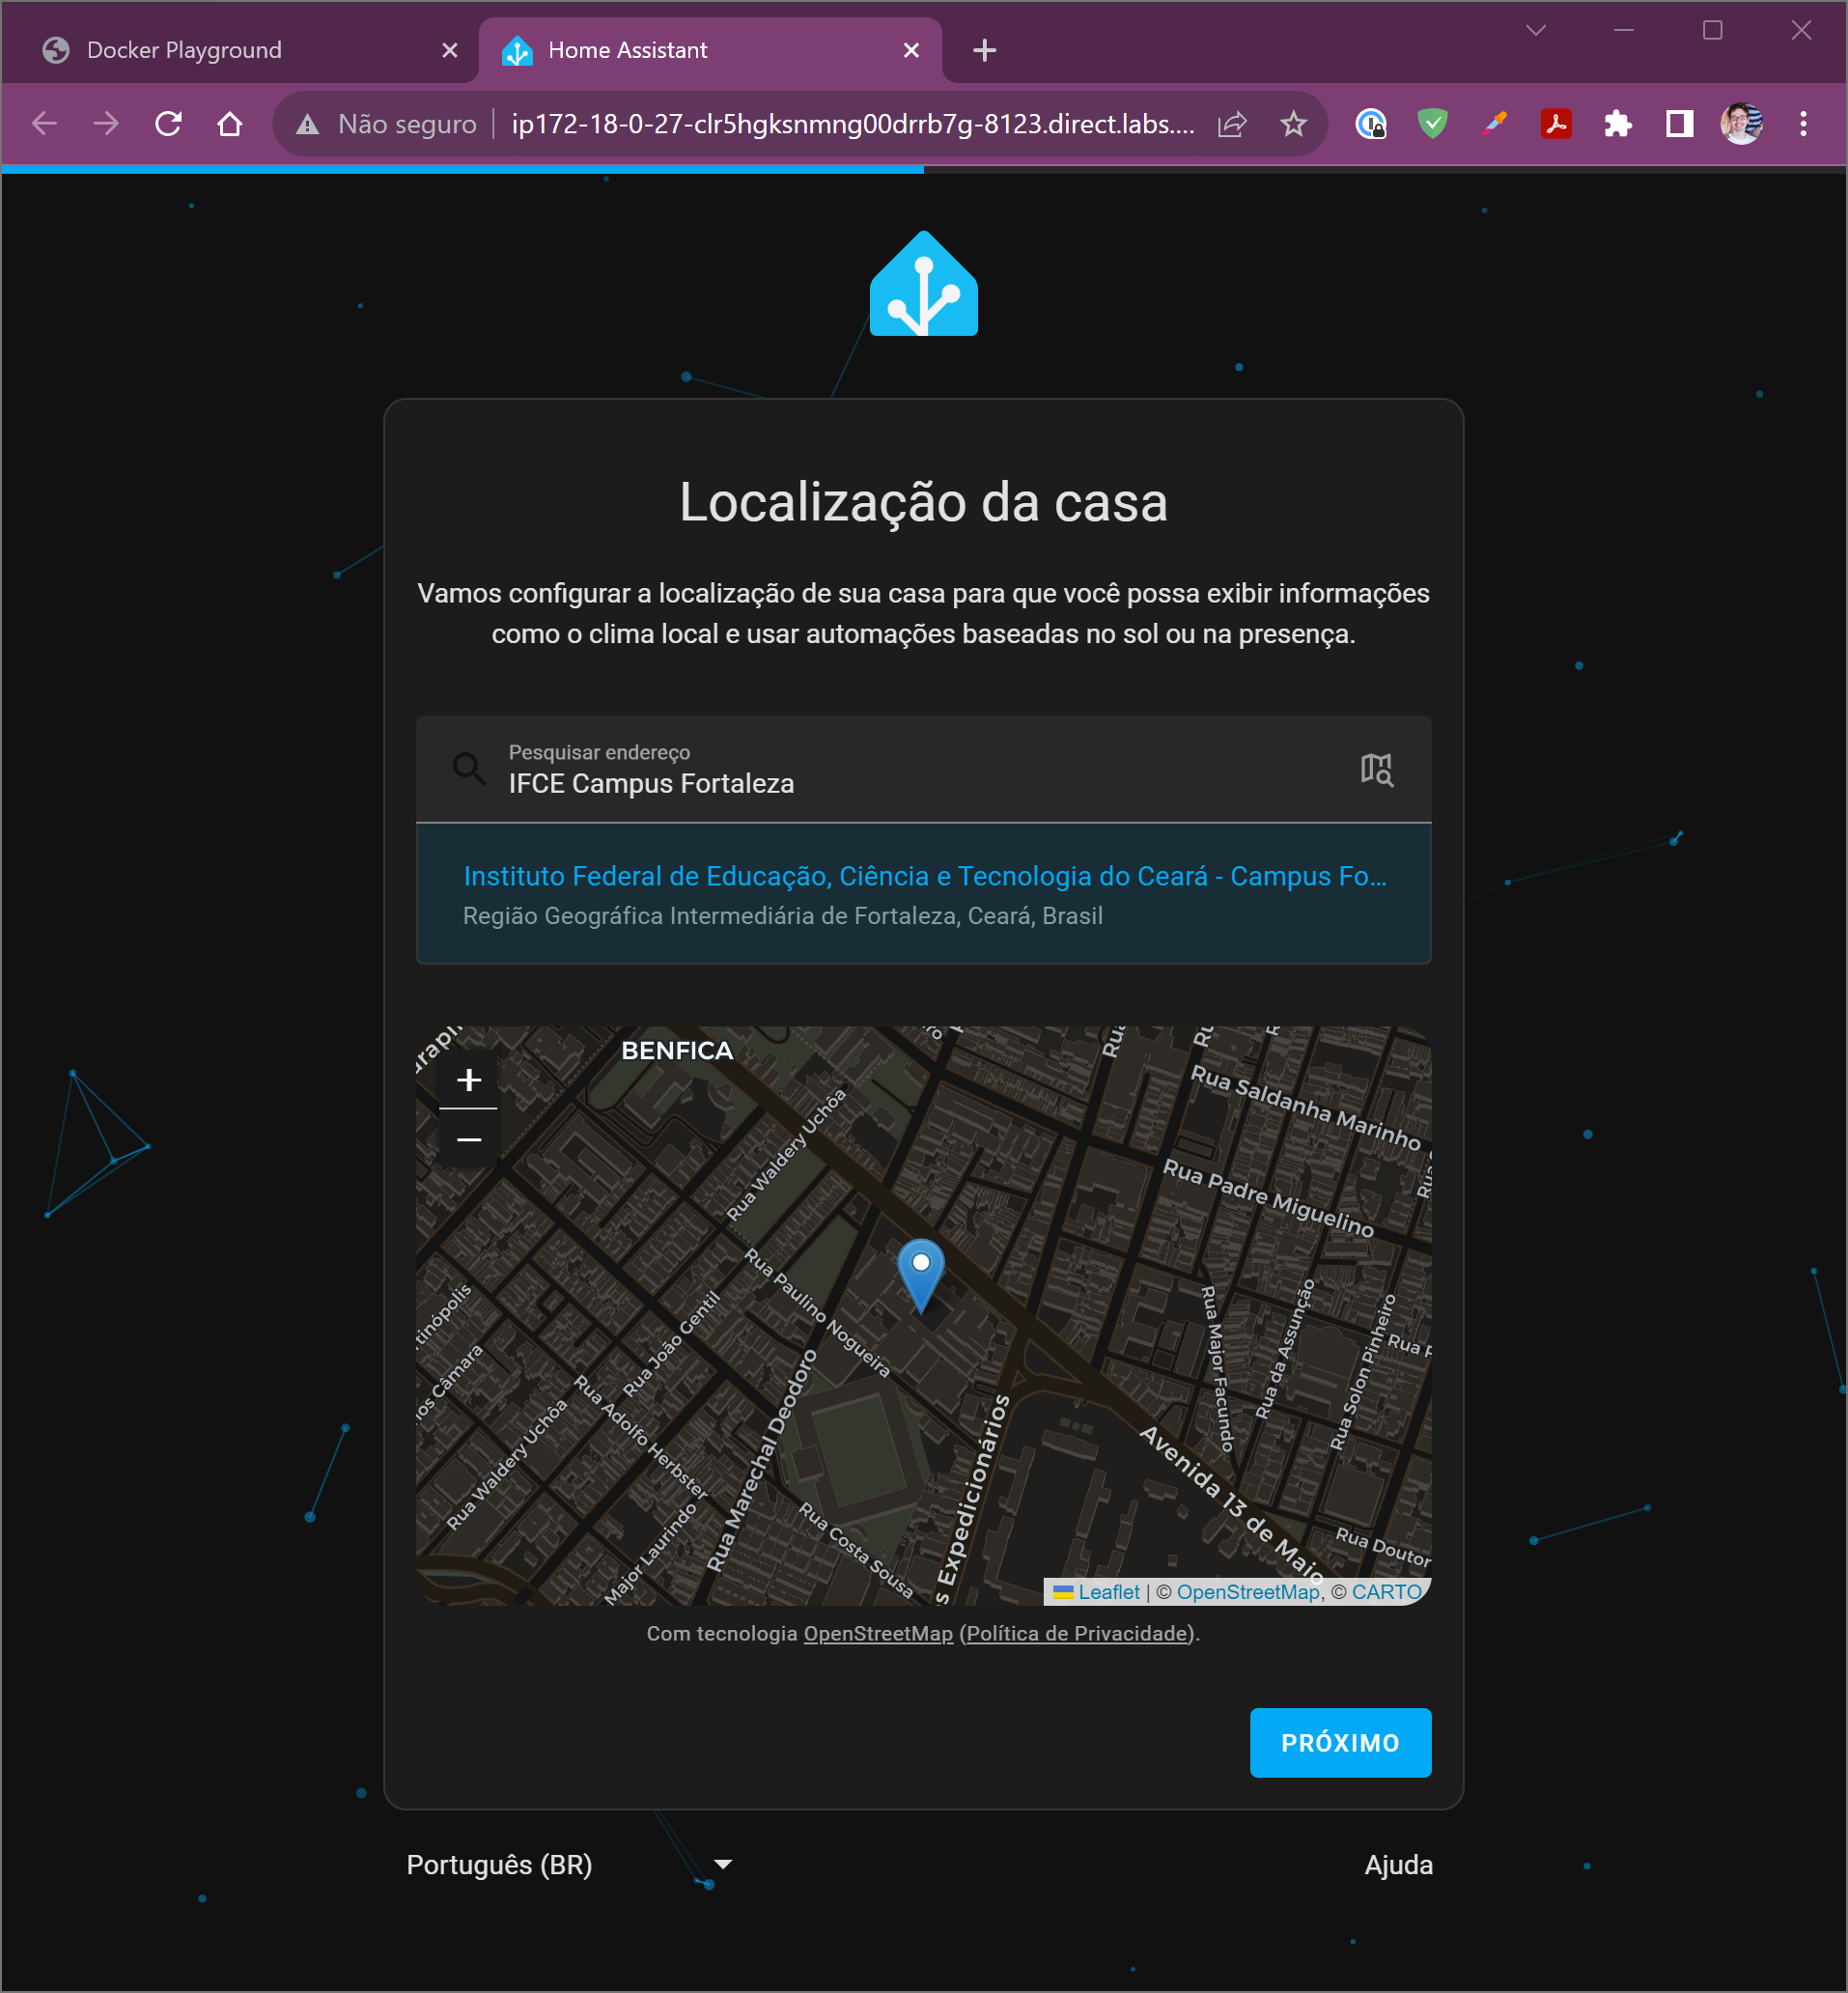 Docker Playground
Home Assistant
Não seguro
ip172-18-0-27-clr5hgksnmng00drrb7g-8123.direct.labs....
Localização da casa
Vamos configurar a localização de sua casa para que você possa exibir informações
como o clima local e usar automações baseadas no sol ou na presença.
Pesquisar endereço
IFCE Campus Fortaleza
Instituto Federal de Educação, Ciência e Tecnologia do Ceará - Campus Fo...
Região Geográfica Intermediária de Fortaleza, Ceará, Brasil
BENFICA
+
−
Rua
Rua Saldanha Marinho
Rua Waldery Uchôa
Rua Padre Miguelino
Rua Paulino Nogueira
Rua João Gentil
Rua Major Facundo
Rua da Assunção
Rua Solon Pinheiro
Rua Adolfo Herbster
Rua Waldery Uchôa
Rua Marechal Deodoro
Major Laurindo
Rua Costa Sousa
s Expedicionários
Avenida 13 de Maio
Rua Doutor
Leaflet | © OpenStreetMap, © CARTO
Com tecnologia OpenStreetMap (Política de Privacidade).
PRÓXIMO
Português (BR)
Ajuda